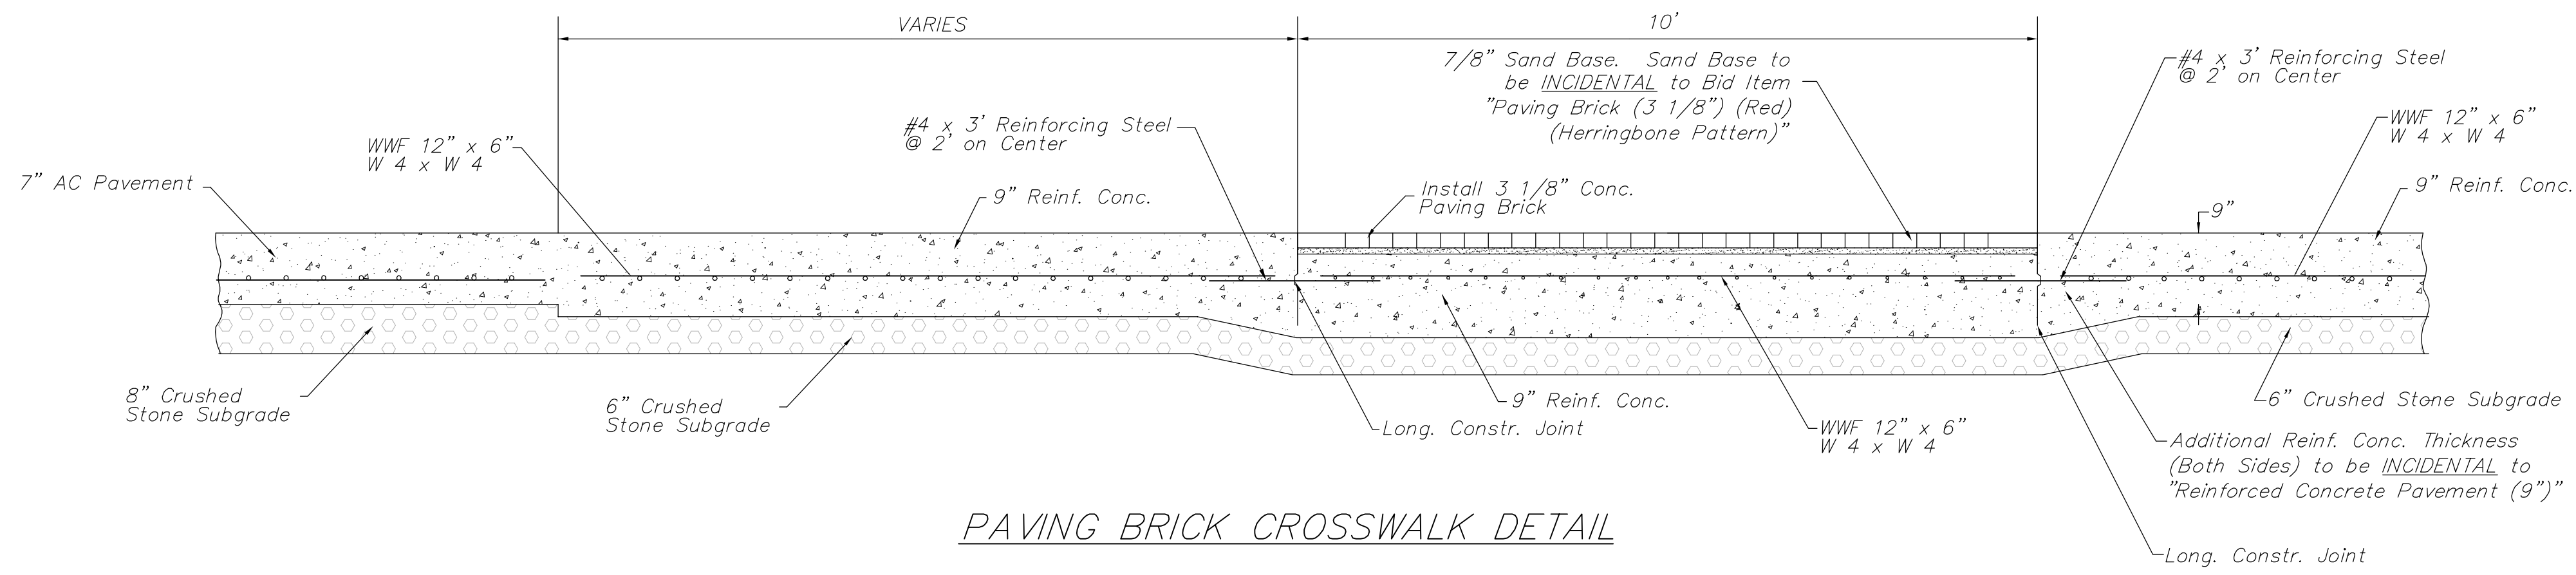 VARIES
10'
7/8" Sand Base. Sand Base to
be INCIDENTAL to Bid Item
"Paving Brick (3 1/8") (Red)
(Herringbone Pattern)"
#4 x 3' Reinforcing Steel
@ 2' on Center
WWF 12" x 6"
W 4 x W 4
#4 x 3' Reinforcing Steel
@ 2' on Center
WWF 12" x 6"
W 4 x W 4
7" AC Pavement
9" Reinf. Conc.
Install 3 1/8" Conc.
Paving Brick
9" Reinf. Conc.
9"
8" Crushed
Stone Subgrade
6" Crushed
Stone Subgrade
9" Reinf. Conc.
Long. Constr. Joint
WWF 12" x 6"
W 4 x W 4
6" Crushed Stone Subgrade
Additional Reinf. Conc. Thickness
(Both Sides) to be INCIDENTAL to
"Reinforced Concrete Pavement (9")"
Long. Constr. Joint
PAVING BRICK CROSSWALK DETAIL